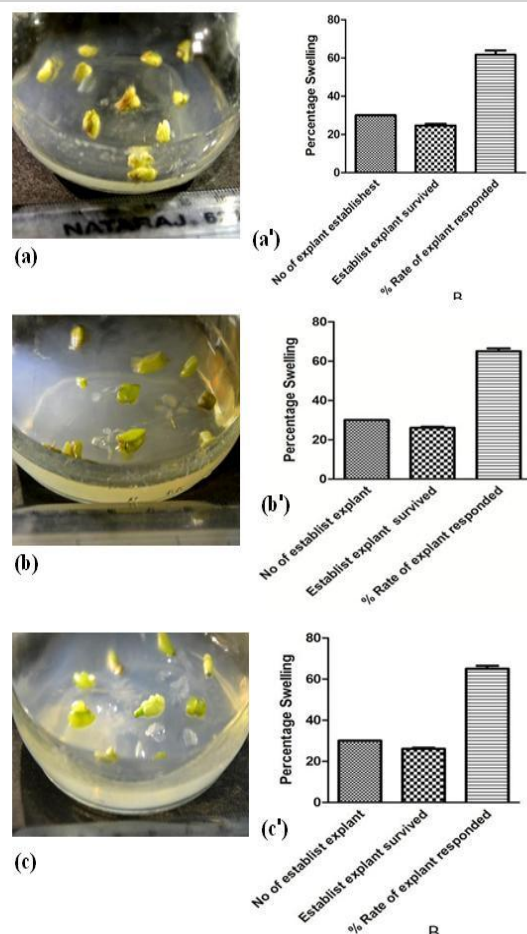 NATARAJ. 621
(a)
Percentage Swelling
80
60
40
20
0
No of explant establishest
Establist explant survived
% Rate of explant responded
(a')
B
(b)
Percentage Swelling
80
60
40
20
0
No of establist explant
Establist explant survived
% Rate of explant responded
(b')
(c)
Percentage Swelling
80
60
40
20
0
No of establist explant
Establist explant survived
% Rate of explant responded
(c')
B